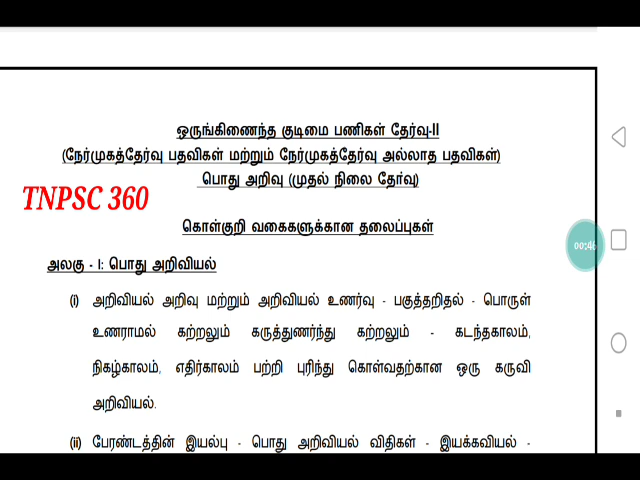 ஒருங்கிணைந்த குடிமை பணிகள் தேர்வு-II
(நேர்முகத்தேர்வு பதவிகள் மற்றும் நேர்முகத்தேர்வு அல்லாத பதவிகள்)
பொது அறிவு (முதல் நிலை தேர்வு)
TNPSC 360
கொள்குறி வகைகளுக்கான தலைப்புகள்
00:46
அலகு - I: பொது அறிவியல்
(i) அறிவியல் அறிவு மற்றும் அறிவியல் உணர்வு - பகுத்தறிதல் - பொருள்
உணராமல் கற்றலும் கருத்துணர்ந்து கற்றலும் - கடந்தகாலம்,
நிகழ்காலம், எதிர்காலம் பற்றி புரிந்து கொள்வதற்கான ஒரு கருவி
அறிவியல்.
(ii) பேரண்டத்தின் இயல்பு - பொது அறிவியல் விதிகள் - இயக்கவியல் -